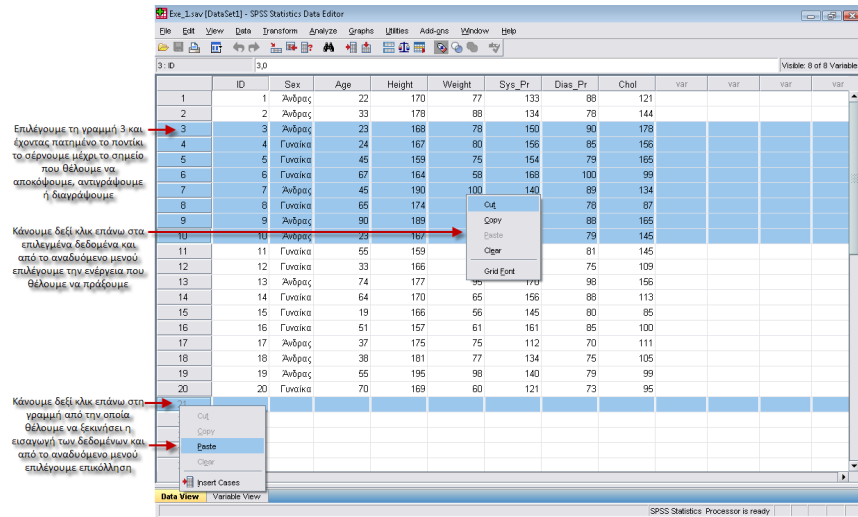 Exe_1.sav [DataSet1] - SPSS Statistics Data Editor
File Edit View Data Transform Analyze Graphs Utilities Add-ons Window Help
3 : ID 3,0 Visible: 8 of 8 Variable
ID Sex Age Height Weight Sys_Pr Dias_Pr Chol var var var
1 1 Άνδρας 22 170 77 133 88 121
2 2 Άνδρας 33 178 88 134 78 144
3 3 Άνδρας 23 168 78 150 90 178
4 4 Γυναίκα 24 167 80 156 85 156
5 5 Γυναίκα 45 159 75 154 79 165
6 6 Γυναίκα 67 164 58 168 100 99
7 7 Άνδρας 45 190 100 140 89 134
8 8 Γυναίκα 65 174 78 87
9 9 Άνδρας 90 189 88 165
10 10 Άνδρας 23 167 79 145
11 11 Γυναίκα 55 159 81 145
12 12 Γυναίκα 33 166 75 109
13 13 Άνδρας 74 177 95 170 98 156
14 14 Γυναίκα 64 170 65 156 88 113
15 15 Γυναίκα 19 166 56 145 80 85
16 16 Γυναίκα 51 157 61 161 85 100
17 17 Άνδρας 37 175 75 112 70 111
18 18 Άνδρας 38 181 77 134 75 105
19 19 Άνδρας 55 195 98 140 79 99
20 20 Γυναίκα 70 169 60 121 73 95
21
Επιλέγουμε τη γραμμή 3 και
έχοντας πατημένο το ποντίκι
το σέρνουμε μέχρι το σημείο
που θέλουμε να
αποκόψουμε, αντιγράψουμε
ή διαγράψουμε
Κάνουμε δεξί κλικ επάνω στα
επιλεγμένα δεδομένα και
από το αναδυόμενο μενού
επιλέγουμε την ενέργεια που
θέλουμε να πράξουμε
Cut
Copy
Paste
Clear
Grid Font
Κάνουμε δεξί κλικ επάνω στη
γραμμή από την οποία
θέλουμε να ξεκινήσει η
εισαγωγή των δεδομένων και
από το αναδυόμενο μενού
επιλέγουμε επικόλληση
Cut
Copy
Paste
Clear
Insert Cases
Data View Variable View
SPSS Statistics Processor is ready